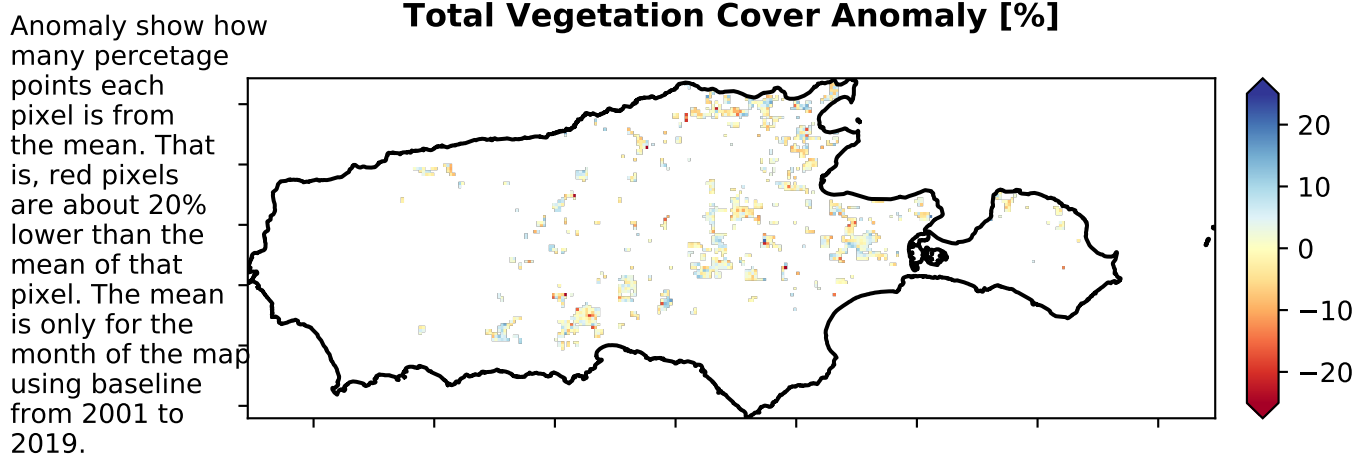 Total Vegetation Cover Anomaly [%]
Anomaly show how
many percetage
points each
pixel is from
the mean. That
is, red pixels
are about 20%
lower than the
mean of that
pixel. The mean
is only for the
month of the map
using baseline
from 2001 to
2019.
20
10
0
−10
−20